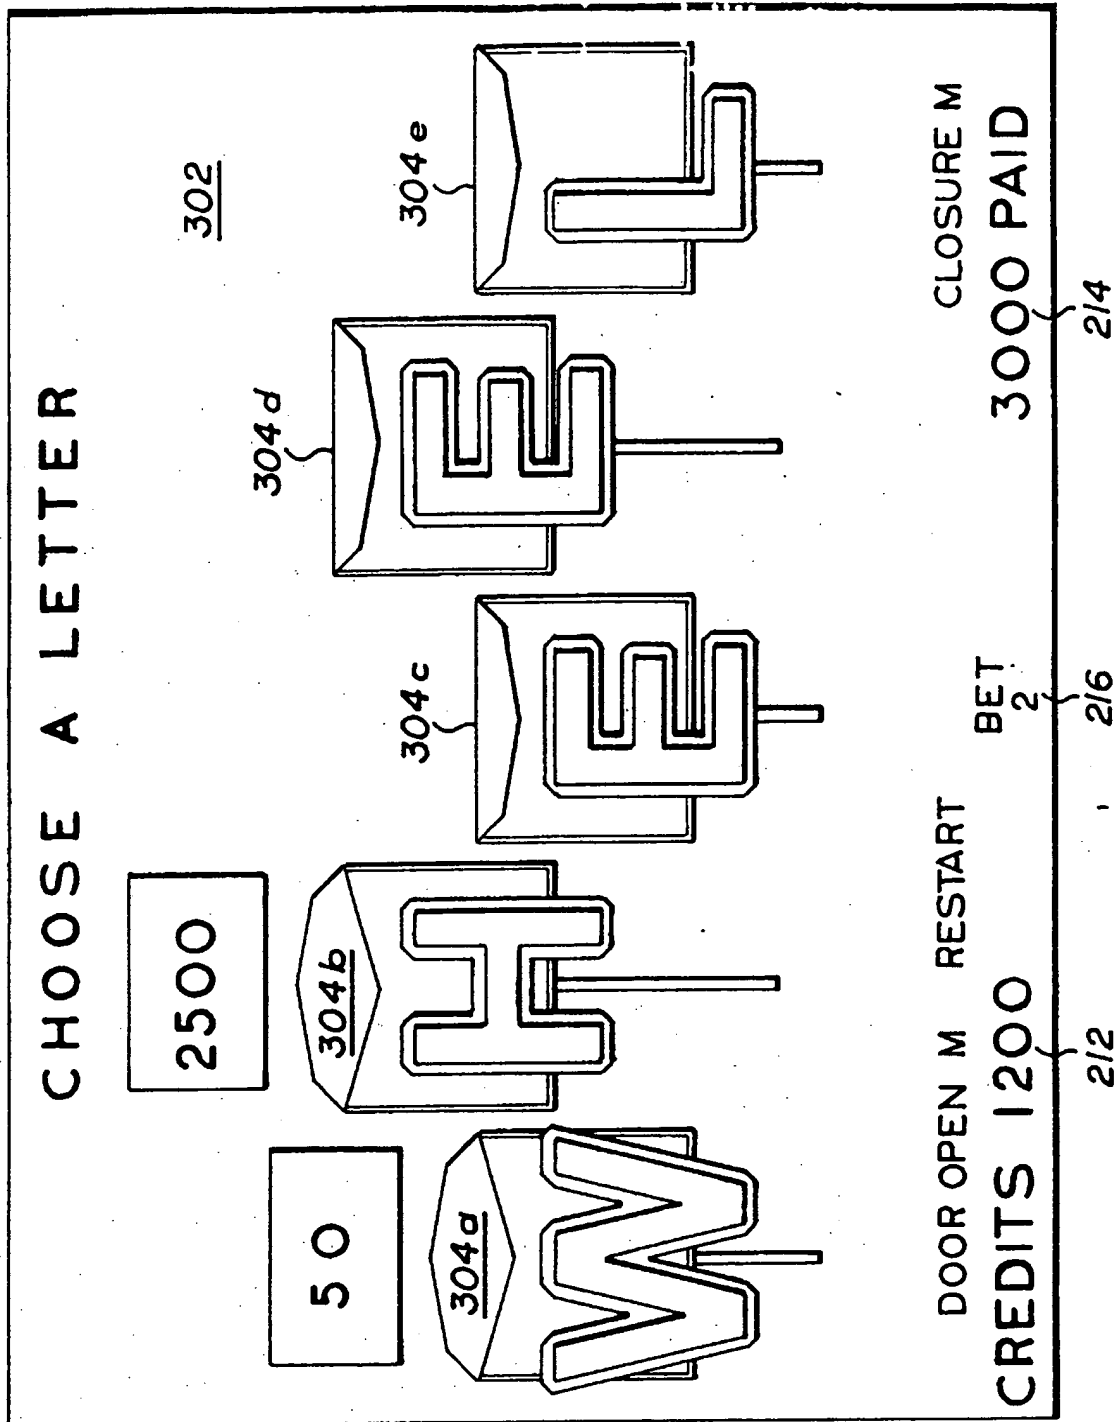 CHOOSE A LETTER
302
50
2500
304a
304b
304c
304d
304e
W H E E L
DOOR OPEN M RESTART
BET
CLOSURE M
CREDITS 1200
2
3000 PAID
212
216
214